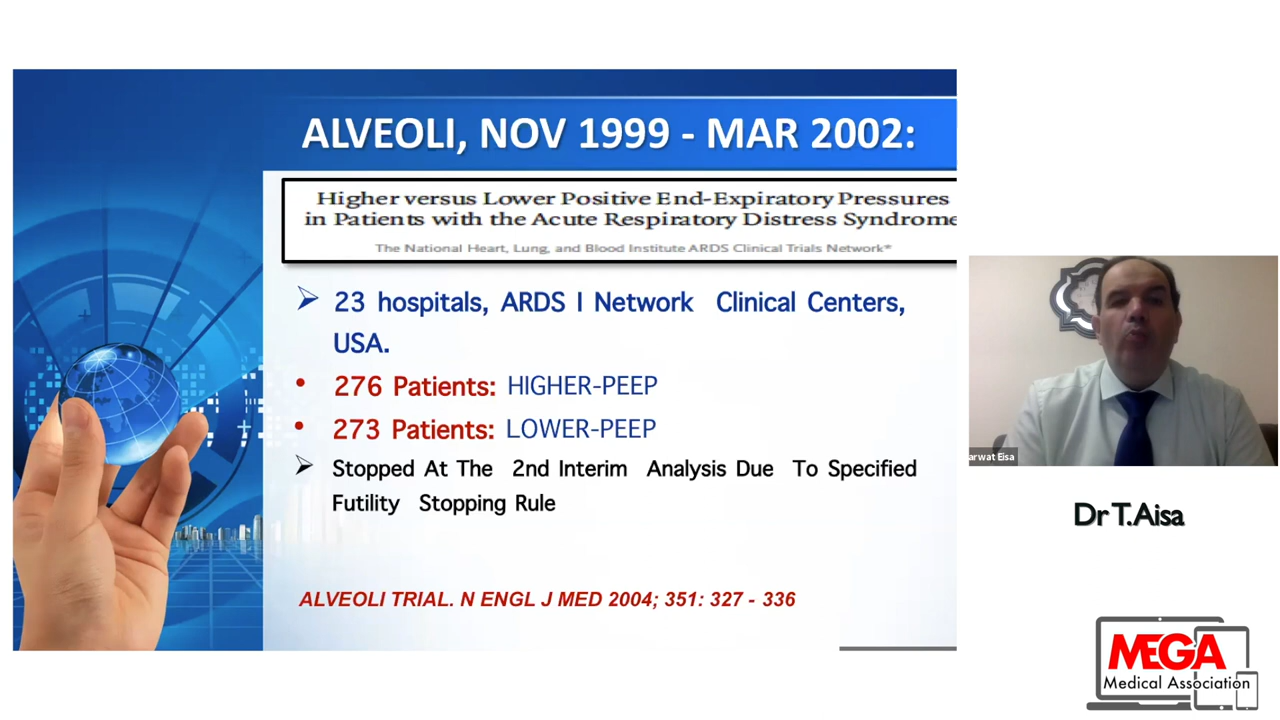 ALVEOLI, NOV 1999 - MAR 2002:
Higher versus Lower Positive End-Expiratory Pressures
in Patients with the Acute Respiratory Distress Syndrome
The National Heart, Lung, and Blood Institute ARDS Clinical Trials Network*
➢ 23 hospitals, ARDS I Network Clinical Centers,
USA.
• 276 Patients: HIGHER-PEEP
• 273 Patients: LOWER-PEEP
➢ Stopped At The 2nd Interim Analysis Due To Specified
Futility Stopping Rule
ALVEOLI TRIAL. N ENGL J MED 2004; 351: 327 - 336
arwat Eisa
Dr T.Aisa
MEGA
Medical Association